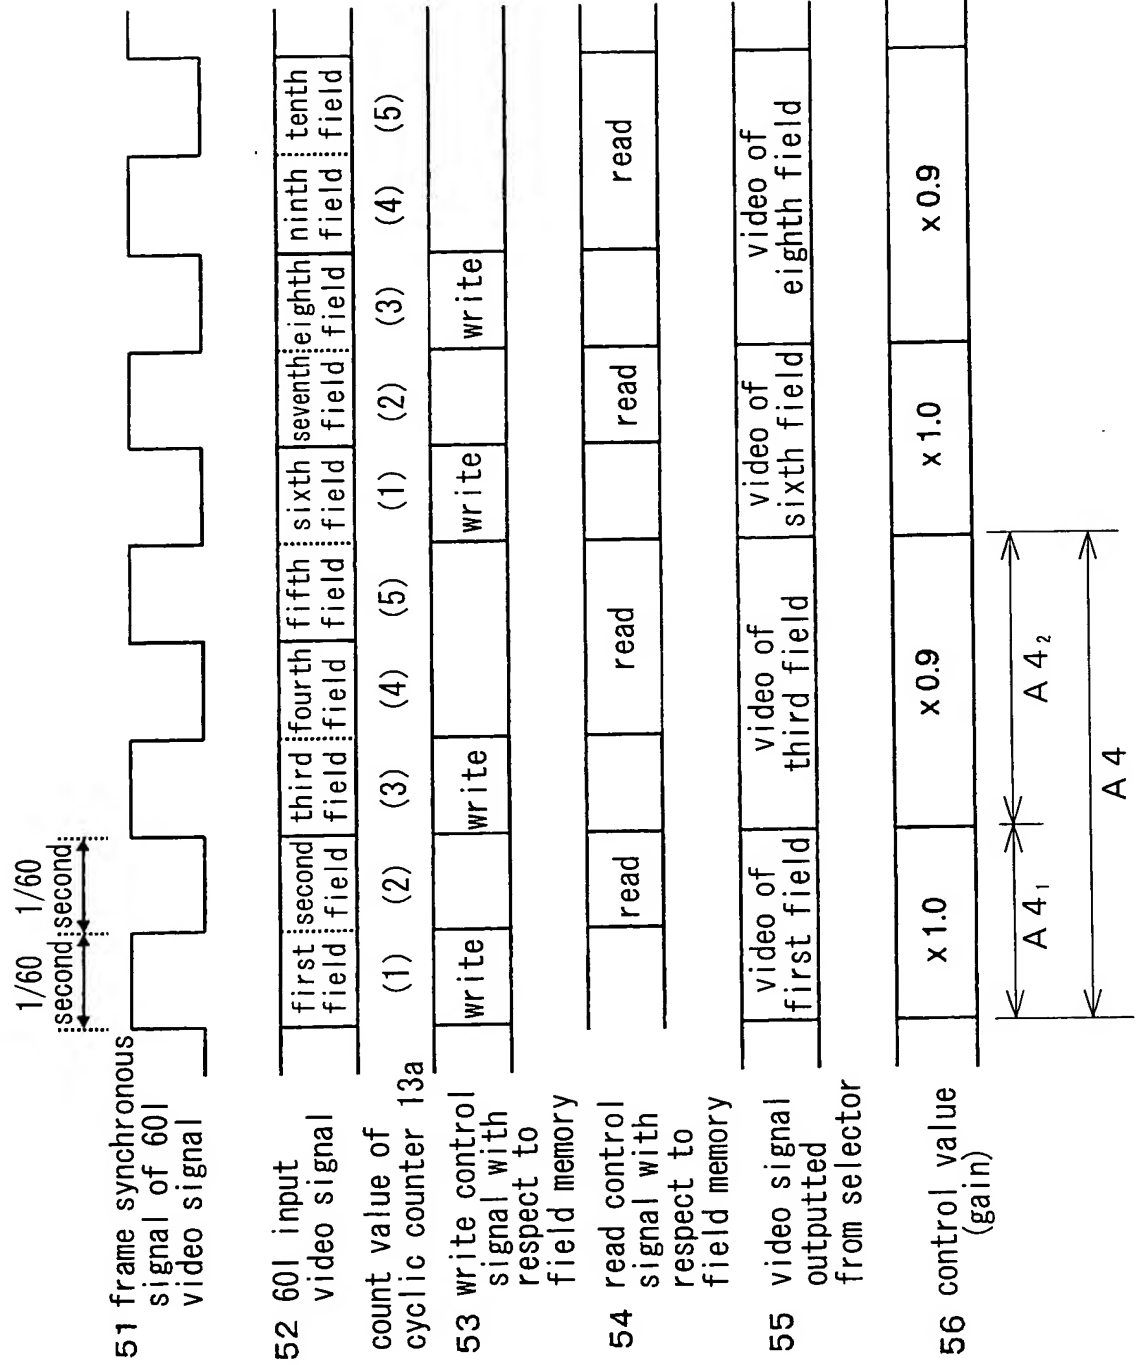 1/60 1/60
second second
51 frame synchronous
signal of 60I
video signal
52 60I input
video signal
first field
second field
third field
fourth field
fifth field
sixth field
seventh field
eighth field
ninth field
tenth field
count value of
cyclic counter 13a
(1) (2) (3) (4) (5) (1) (2) (3) (4) (5)
53 write control
signal with
respect to
field memory
write write write write
54 read control
signal with
respect to
field memory
read read read read
55 video signal
outputted
from selector
video of
first field
video of
third field
video of
sixth field
video of
eighth field
56 control value
(gain)
x 1.0 x 0.9 x 1.0 x 0.9
A 4₁ A 4₂
A 4